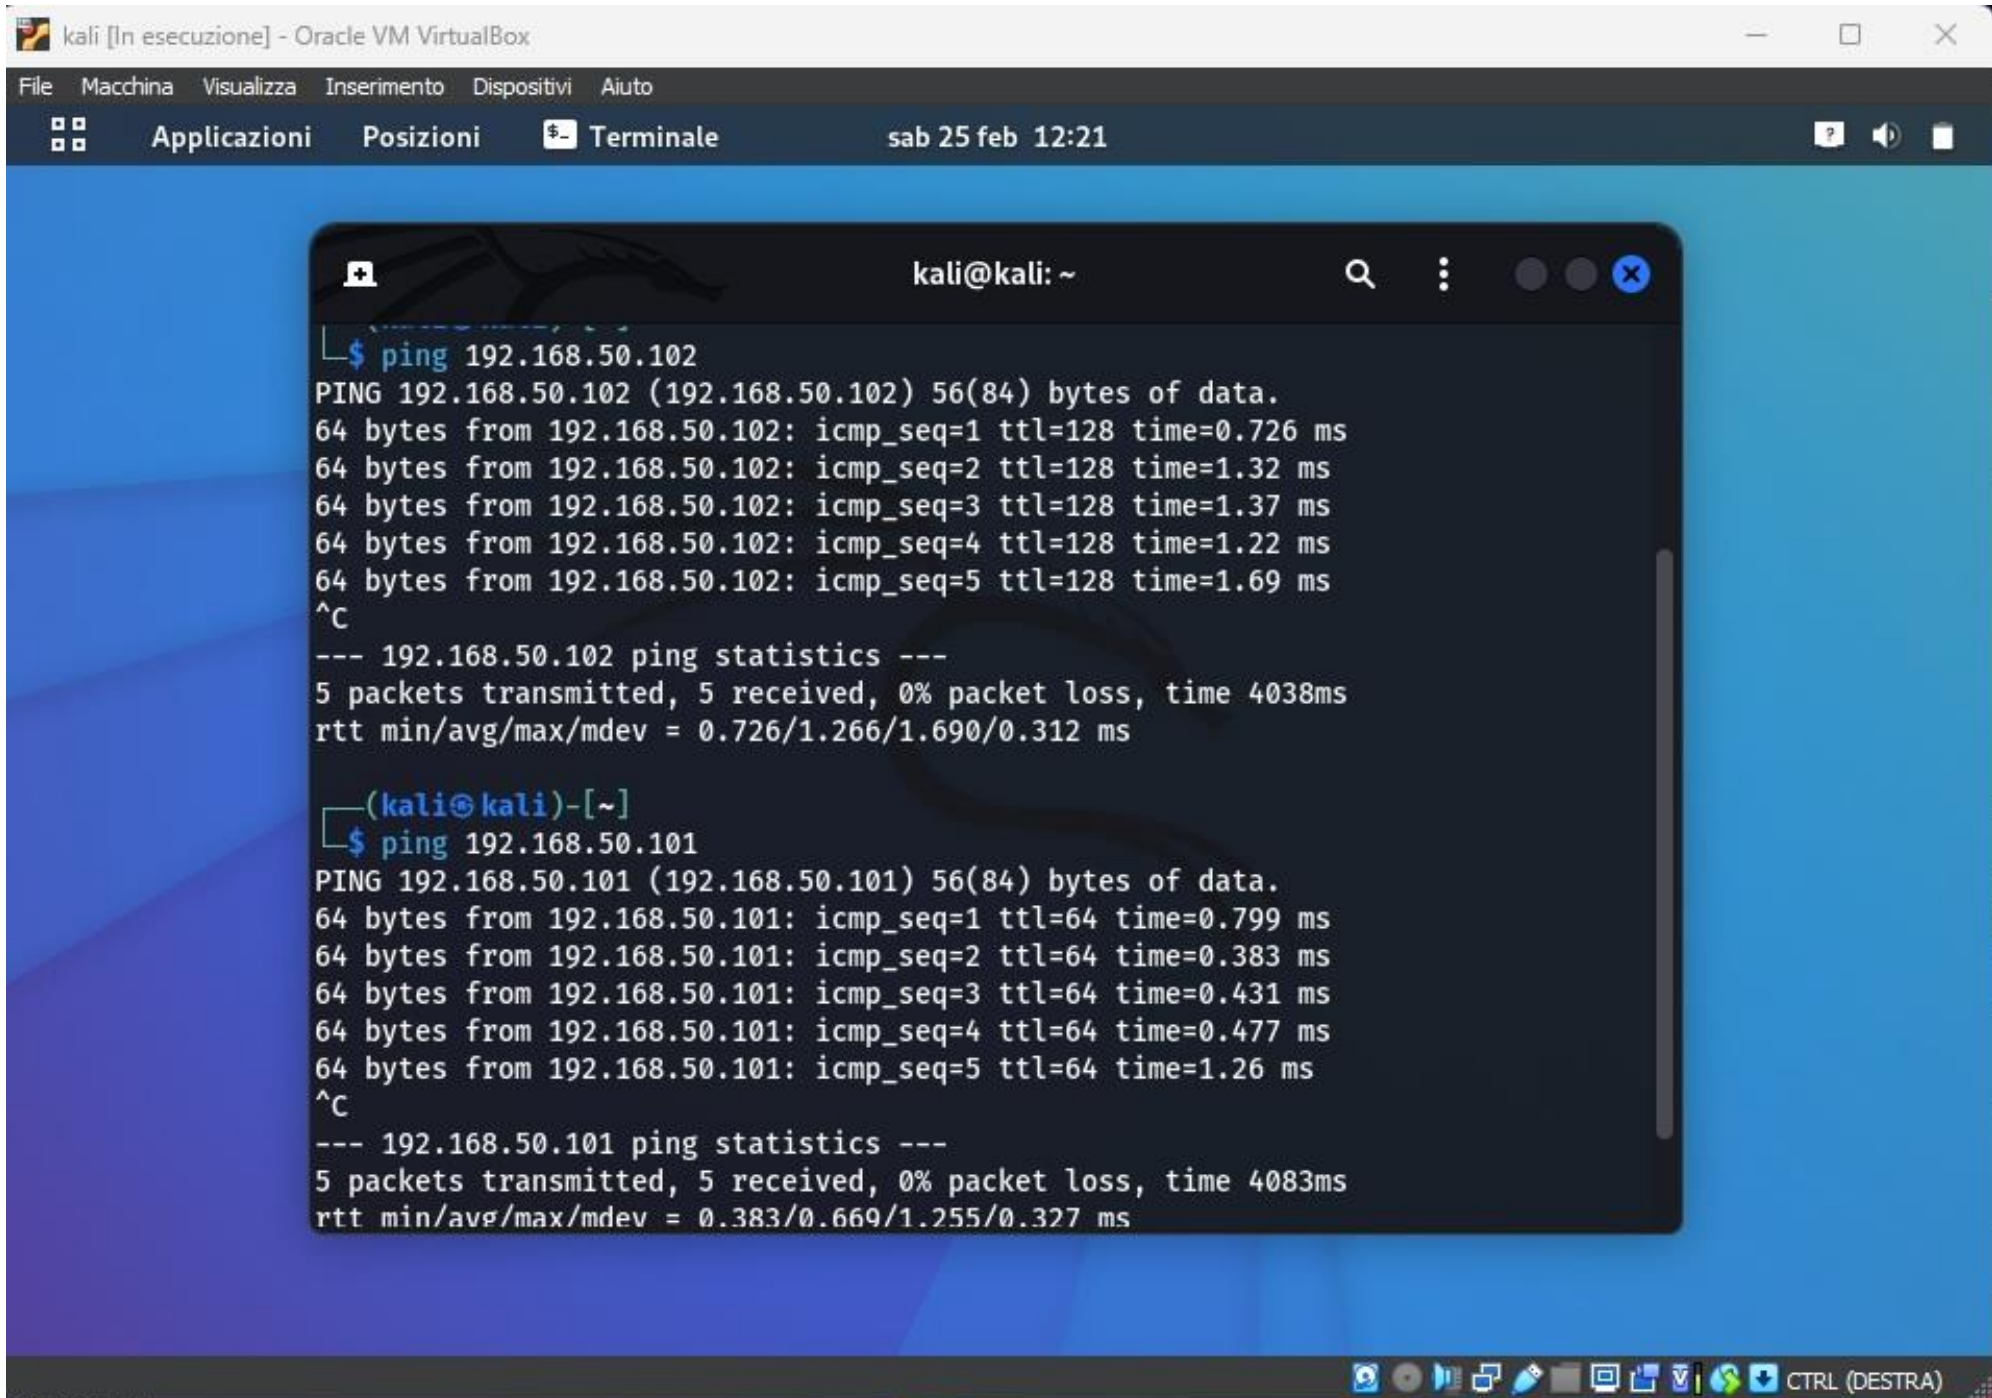 kali [In esecuzione] - Oracle VM VirtualBox
File Macchina Visualizza Inserimento Dispositivi Aiuto
Applicazioni Posizioni $_ Terminale sab 25 feb 12:21
kali@kali: ~
└─$ ping 192.168.50.102
PING 192.168.50.102 (192.168.50.102) 56(84) bytes of data.
64 bytes from 192.168.50.102: icmp_seq=1 ttl=128 time=0.726 ms
64 bytes from 192.168.50.102: icmp_seq=2 ttl=128 time=1.32 ms
64 bytes from 192.168.50.102: icmp_seq=3 ttl=128 time=1.37 ms
64 bytes from 192.168.50.102: icmp_seq=4 ttl=128 time=1.22 ms
64 bytes from 192.168.50.102: icmp_seq=5 ttl=128 time=1.69 ms
^C
--- 192.168.50.102 ping statistics ---
5 packets transmitted, 5 received, 0% packet loss, time 4038ms
rtt min/avg/max/mdev = 0.726/1.266/1.690/0.312 ms
┌──(kali㉿kali)-[~]
└─$ ping 192.168.50.101
PING 192.168.50.101 (192.168.50.101) 56(84) bytes of data.
64 bytes from 192.168.50.101: icmp_seq=1 ttl=64 time=0.799 ms
64 bytes from 192.168.50.101: icmp_seq=2 ttl=64 time=0.383 ms
64 bytes from 192.168.50.101: icmp_seq=3 ttl=64 time=0.431 ms
64 bytes from 192.168.50.101: icmp_seq=4 ttl=64 time=0.477 ms
64 bytes from 192.168.50.101: icmp_seq=5 ttl=64 time=1.26 ms
^C
--- 192.168.50.101 ping statistics ---
5 packets transmitted, 5 received, 0% packet loss, time 4083ms
rtt min/avg/max/mdev = 0.383/0.669/1.255/0.327 ms
CTRL (DESTRA)